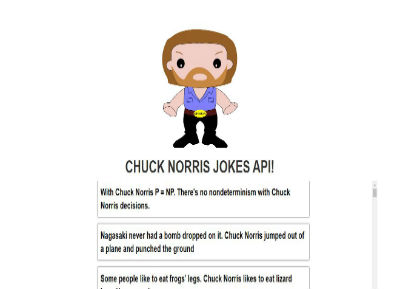 CHUCK NORRIS JOKES API!
With Chuck Norris P = NP. There's no nondeterminism with Chuck
Norris decisions.
Nagasaki never had a bomb dropped on it. Chuck Norris jumped out of
a plane and punched the ground
Some people like to eat frogs' legs. Chuck Norris likes to eat lizard